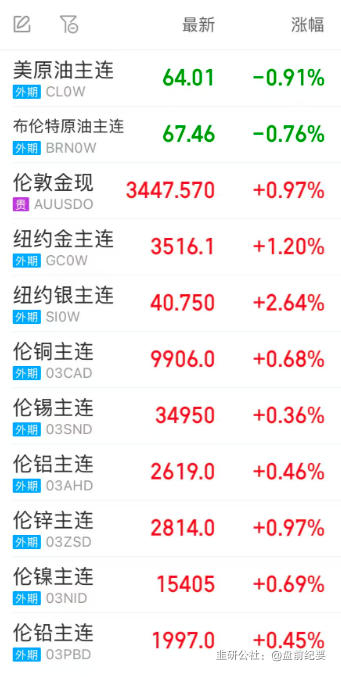 最新 涨幅
美原油主连 64.01 -0.91%
外期 CL0W
布伦特原油主连 67.46 -0.76%
外期 BRN0W
伦敦金现 3447.570 +0.97%
贵 AUUSDO
纽约金主连 3516.1 +1.20%
外期 GC0W
纽约银主连 40.750 +2.64%
外期 SI0W
伦铜主连 9906.0 +0.68%
外期 03CAD
伦锡主连 34950 +0.36%
外期 03SND
伦铝主连 2619.0 +0.46%
外期 03AHD
伦锌主连 2814.0 +0.97%
外期 03ZSD
伦镍主连 15405 +0.69%
外期 03NID
伦铅主连 1997.0 +0.45%
外期 03PBD
韭研公社：@盘前纪要